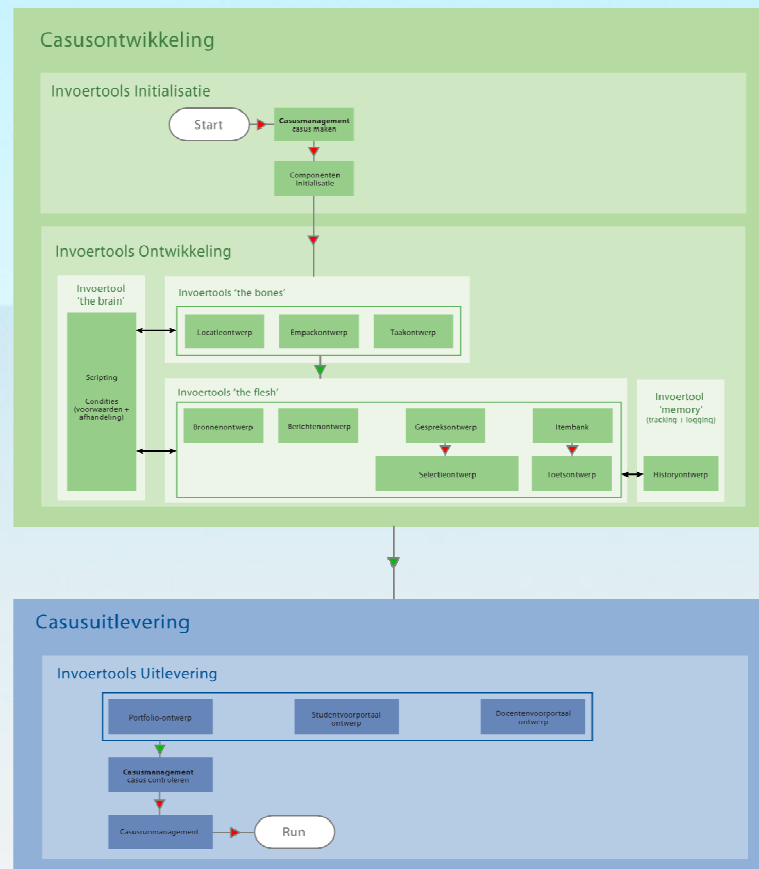 Casusontwikkeling
Invoertools Initialisatie
Start
Casusmanagement
casus maken
Componenten
initialisatie
Invoertools Ontwikkeling
Invoertool
'the brain'
Scripting
Condities
(voorwaarden +
afhandeling)
Invoertools 'the bones'
Locatieontwerp
Empackontwerp
Taakontwerp
Invoertools 'the flesh'
Bronnenontwerp
Berichtenontwerp
Gespreksontwerp
Itembank
Selectieontwerp
Toetsontwerp
Invoertool
'memory'
(tracking + logging)
Historyontwerp
Casusuitlevering
Invoertools Uitlevering
Portfolio-ontwerp
Studentvoorportaal
ontwerp
Docentenvoorportaal
ontwerp
Casusmanagement
casus controleren
Casusrunmanagement
Run